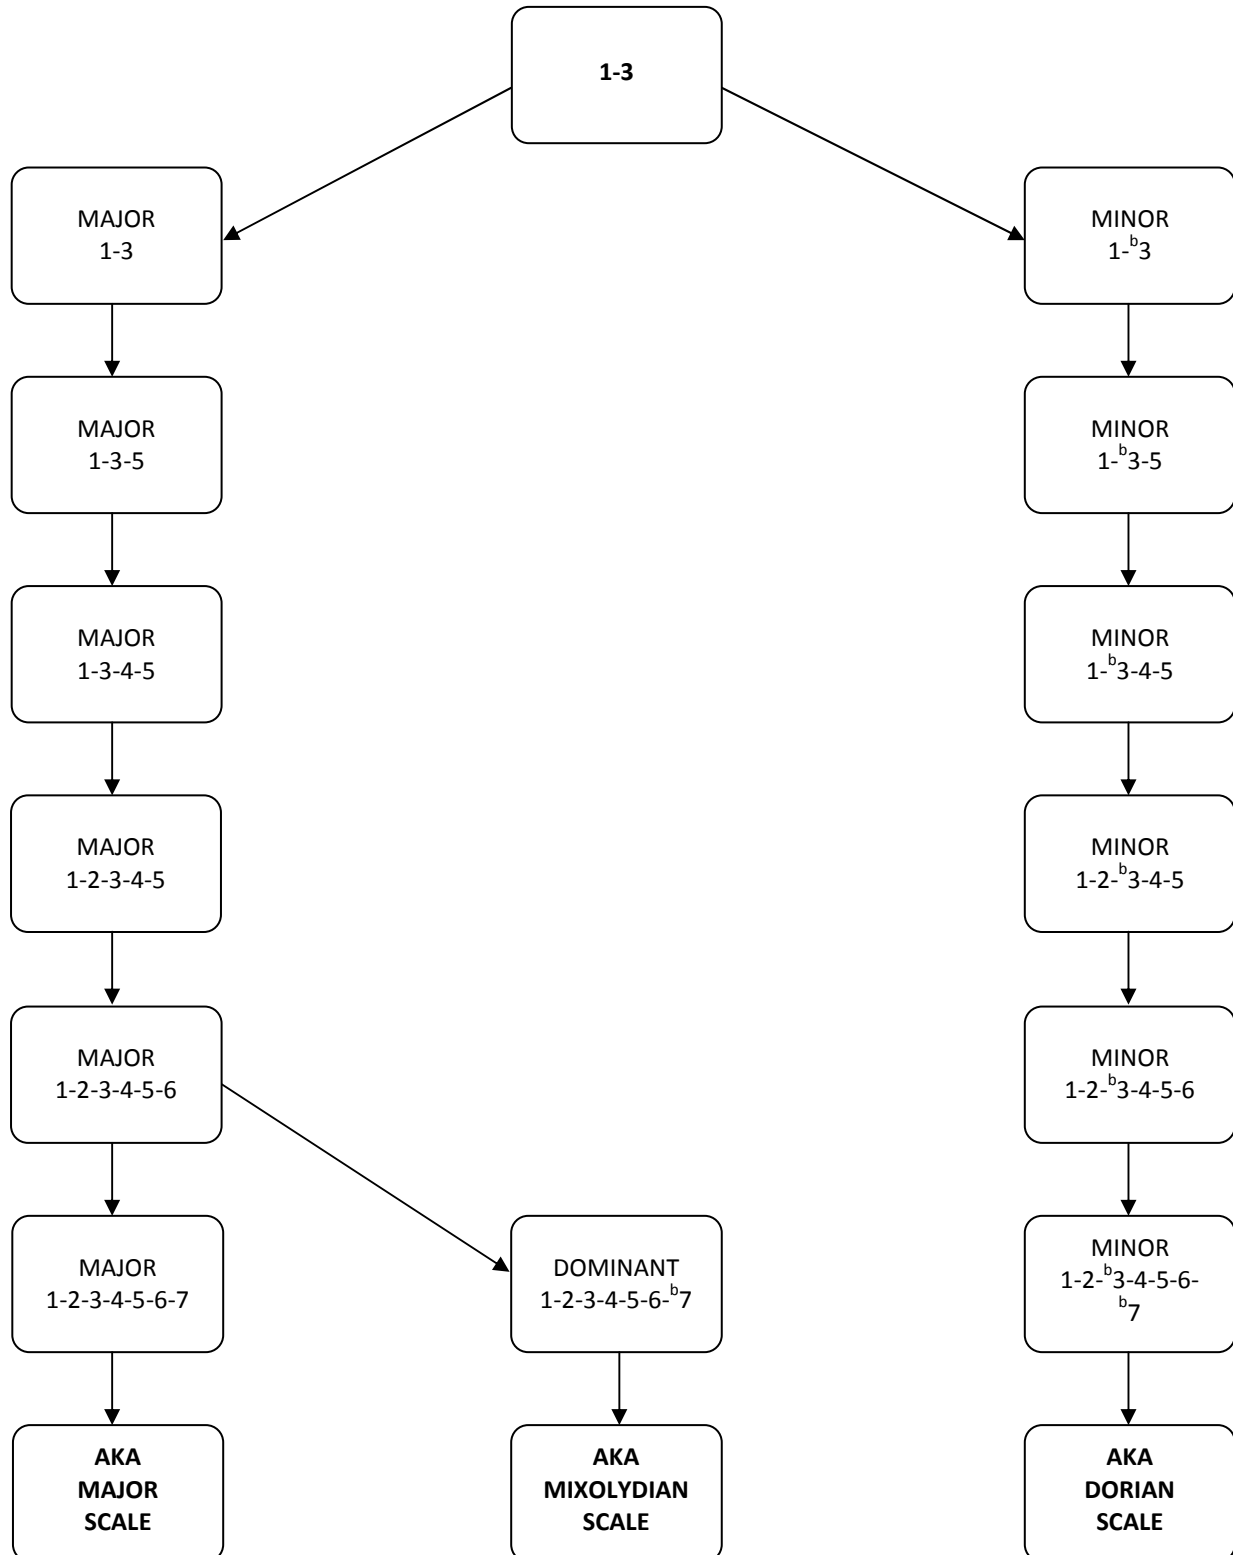 1-3
MAJOR
1-3
MINOR
1-ᵇ3
MAJOR
1-3-5
MINOR
1-ᵇ3-5
MAJOR
1-3-4-5
MINOR
1-ᵇ3-4-5
MAJOR
1-2-3-4-5
MINOR
1-2-ᵇ3-4-5
MAJOR
1-2-3-4-5-6
MINOR
1-2-ᵇ3-4-5-6
MAJOR
1-2-3-4-5-6-7
DOMINANT
1-2-3-4-5-6-ᵇ7
MINOR
1-2-ᵇ3-4-5-6-
ᵇ7
AKA
MAJOR
SCALE
AKA
MIXOLYDIAN
SCALE
AKA
DORIAN
SCALE